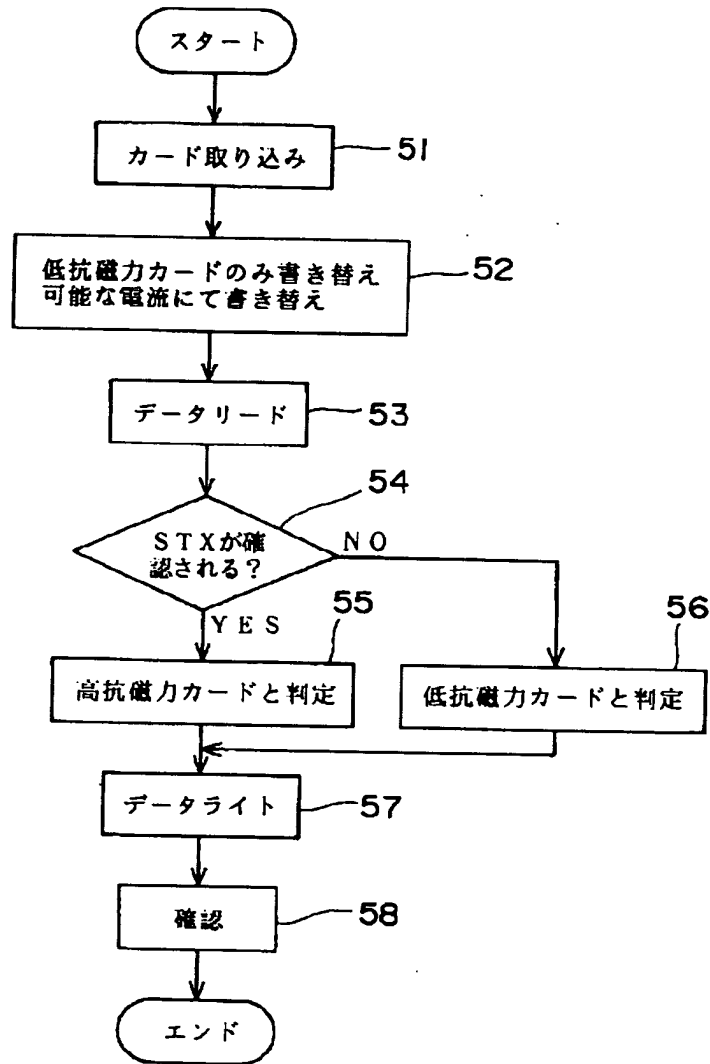 スタート
カード取り込み
51
低抗磁力カードのみ書き替え
可能な電流にて書き替え
52
データリード
53
54
STXが確
認される?
NO
YES
55
56
高抗磁力カードと判定
低抗磁力カードと判定
データライト
57
確認
58
エンド